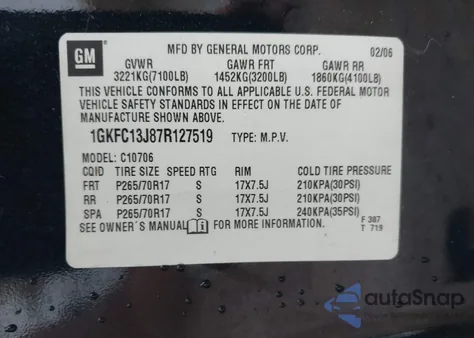 GM
MFD BY GENERAL MOTORS CORP. 02/06
GVWR GAWR FRT GAWR RR
3221KG(7100LB) 1452KG(3200LB) 1860KG(4100LB)
THIS VEHICLE CONFORMS TO ALL APPLICABLE U.S. FEDERAL MOTOR
VEHICLE SAFETY STANDARDS IN EFFECT ON THE DATE OF
MANUFACTURE SHOWN ABOVE.
1GKFC13J87R127519 TYPE: M.P.V.
MODEL: C10706
CQID TIRE SIZE SPEED RTG RIM COLD TIRE PRESSURE
FRT P265/70R17 S 17X7.5J 210KPA(30PSI)
RR P265/70R17 S 17X7.5J 210KPA(30PSI)
SPA P265/70R17 S 17X7.5J 240KPA(35PSI)
SEE OWNER'S MANUAL FOR MORE INFORMATION.
F 307
T 719
autoSnap